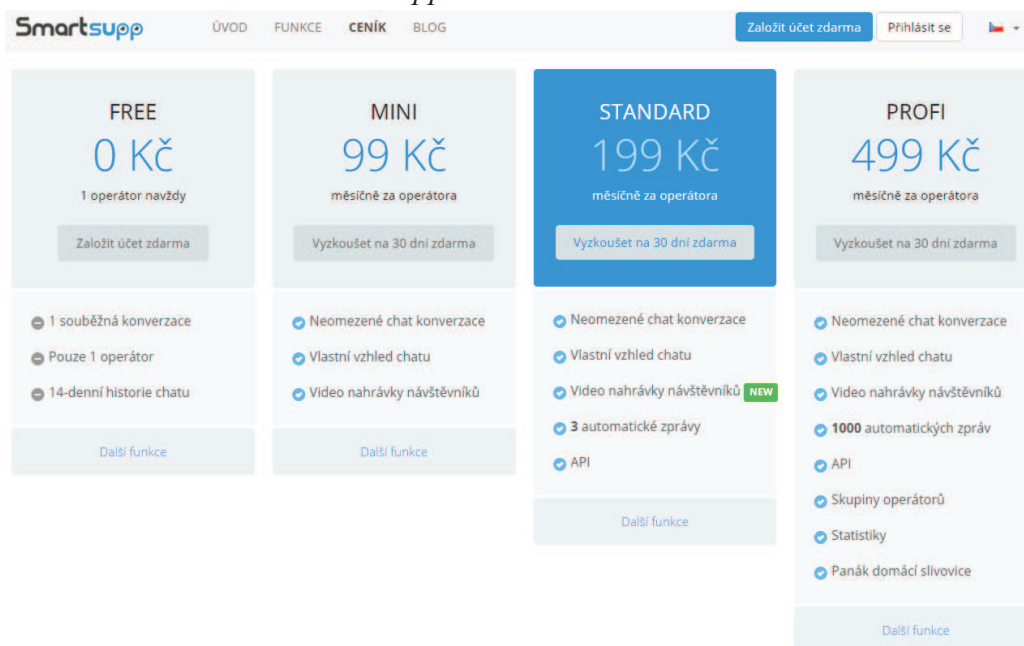 Smartsupp ÚVOD FUNKCE CENÍK BLOG Založit účet zdarma Přihlásit se
FREE
0 Kč
1 operátor navždy
Založit účet zdarma
1 souběžná konverzace
Pouze 1 operátor
14-denní historie chatu
Další funkce
MINI
99 Kč
měsíčně za operátora
Vyzkoušet na 30 dní zdarma
Neomezené chat konverzace
Vlastní vzhled chatu
Video nahrávky návštěvníků
Další funkce
STANDARD
199 Kč
měsíčně za operátora
Vyzkoušet na 30 dní zdarma
Neomezené chat konverzace
Vlastní vzhled chatu
Video nahrávky návštěvníků NEW
3 automatické zprávy
API
Další funkce
PROFI
499 Kč
měsíčně za operátora
Vyzkoušet na 30 dní zdarma
Neomezené chat konverzace
Vlastní vzhled chatu
Video nahrávky návštěvníků
1000 automatických zpráv
API
Skupiny operátorů
Statistiky
Panák domácí slivovice
Další funkce